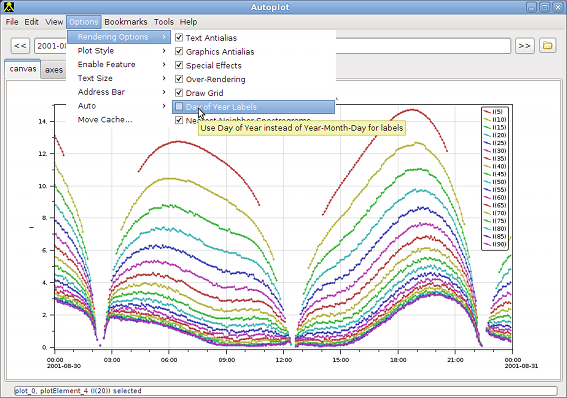 Autoplot
File Edit View Options Bookmarks Tools Help
<< 2001-08 >>
canvas axes
Rendering Options
Plot Style
Enable Feature
Text Size
Address Bar
Auto
Move Cache...
Text Antialias
Graphics Antialias
Special Effects
Over-Rendering
Draw Grid
Day of Year Labels
Nearest Neighbor Spectrograms
Use Day of Year instead of Year-Month-Day for labels
14.
12.
10.
8.
6.
4.
2.
0.
I(5)
I(10)
I(15)
I(20)
I(25)
I(30)
I(35)
I(40)
I(45)
I(50)
I(55)
I(60)
I(65)
I(70)
I(75)
I(80)
I(85)
I(90)
00:00 03:00 06:00 09:00 12:00 15:00 18:00 21:00 00:00
2001-08-30 2001-08-31
plot_0, plotElement_4 (I(20)) selected